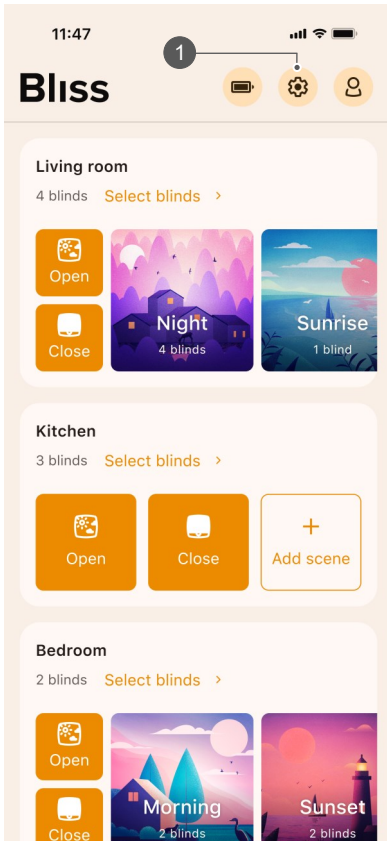 11:47
1
Bliss
Living room
4 blinds Select blinds >
Open
Close
Night
4 blinds
Sunrise
1 blind
Kitchen
3 blinds Select blinds >
Open
Close
+
Add scene
Bedroom
2 blinds Select blinds >
Open
Close
Morning
2 blinds
Sunset
2 blinds